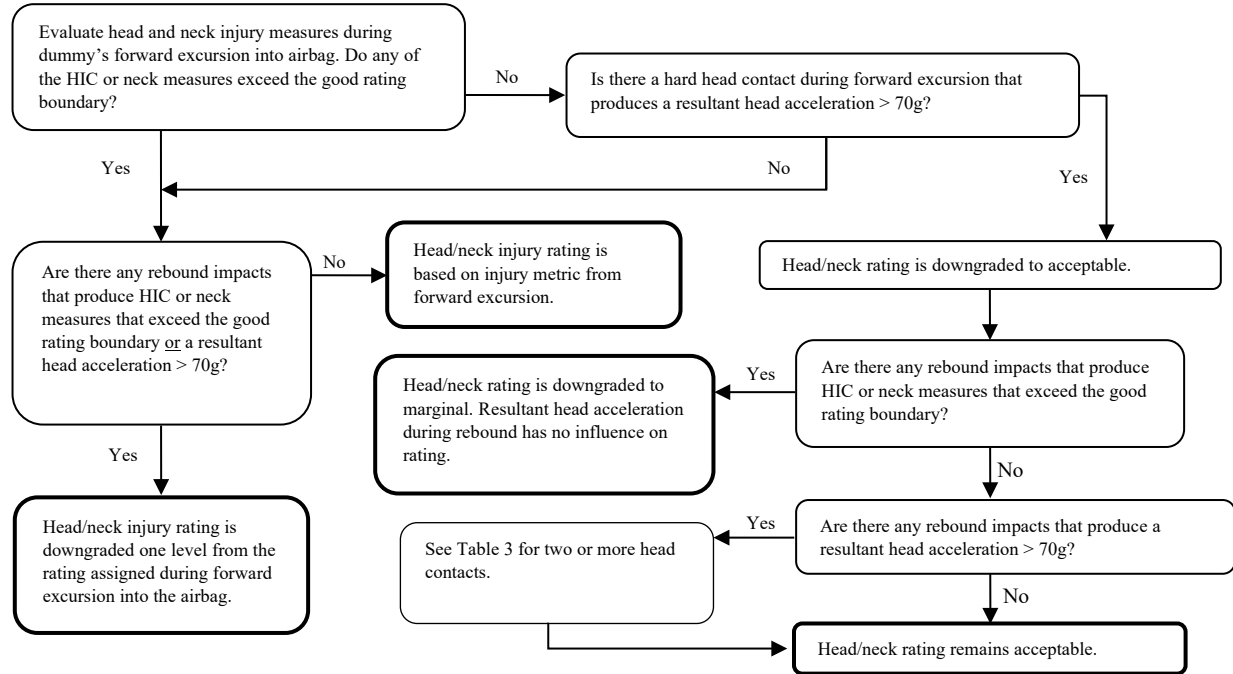 Evaluate head and neck injury measures during
dummy’s forward excursion into airbag. Do any of
the HIC or neck measures exceed the good rating
boundary?
No
Is there a hard head contact during forward excursion that
produces a resultant head acceleration > 70g?
Yes
No
Yes
Are there any rebound impacts
that produce HIC or neck
measures that exceed the good
rating boundary or a resultant
head acceleration > 70g?
No
Head/neck injury rating is
based on injury metric from
forward excursion.
Head/neck rating is downgraded to acceptable.
Head/neck rating is downgraded to
marginal. Resultant head acceleration
during rebound has no influence on
rating.
Yes
Are there any rebound impacts that produce
HIC or neck measures that exceed the good
rating boundary?
Yes
No
Head/neck injury rating is
downgraded one level from the
rating assigned during forward
excursion into the airbag.
See Table 3 for two or more head
contacts.
Yes
Are there any rebound impacts that produce a
resultant head acceleration > 70g?
No
Head/neck rating remains acceptable.